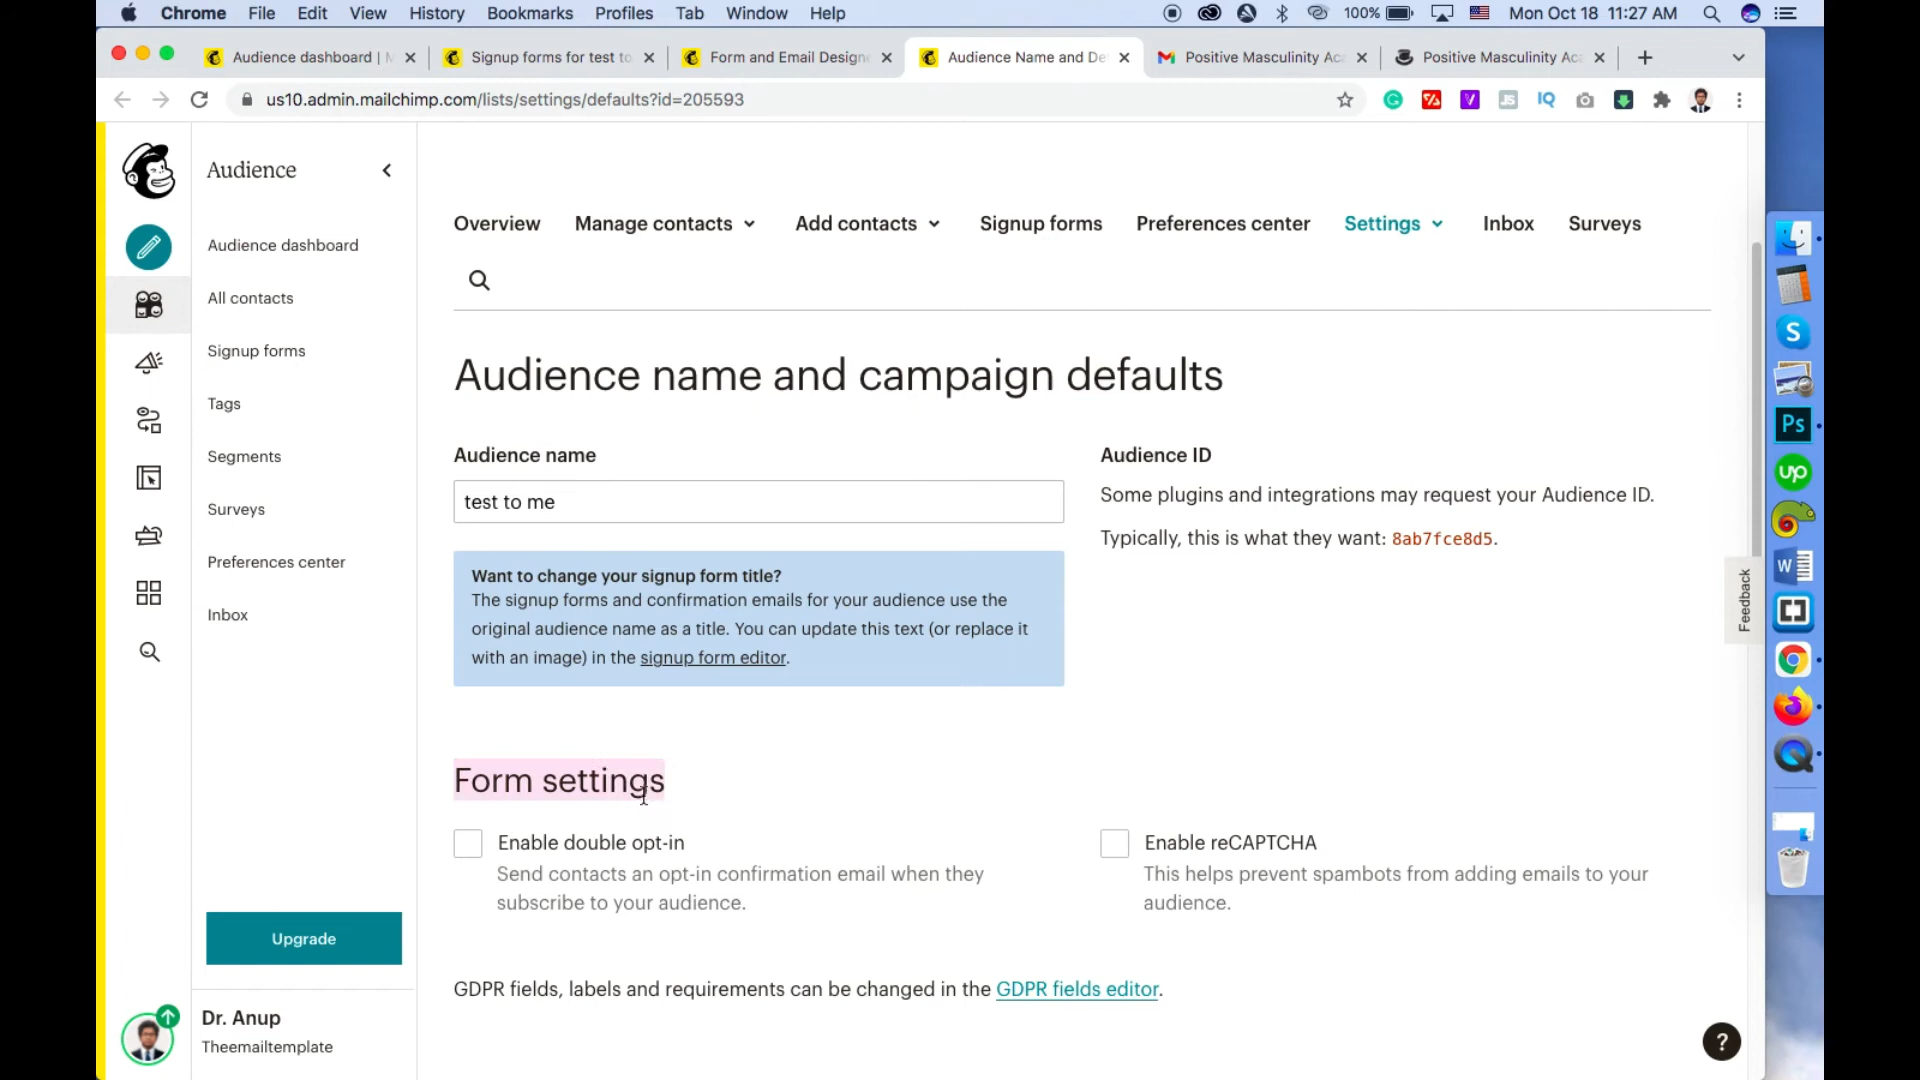 Chrome File Edit View History Bookmarks Profiles Tab Window Help 100% Mon Oct 18 11:27 AM
Audience dashboard | M Signup forms for test to Form and Email Designe Audience Name and De Positive Masculinity Aca Positive Masculinity Aca
us10.admin.mailchimp.com/lists/settings/defaults?id=205593
Audience
Audience dashboard
All contacts
Signup forms
Tags
Segments
Surveys
Preferences center
Inbox
Upgrade
Dr. Anup
Theemailtemplate
Overview Manage contacts Add contacts Signup forms Preferences center Settings Inbox Surveys
Audience name and campaign defaults
Audience name
test to me
Want to change your signup form title?
The signup forms and confirmation emails for your audience use the
original audience name as a title. You can update this text (or replace it
with an image) in the signup form editor.
Audience ID
Some plugins and integrations may request your Audience ID.
Typically, this is what they want: 8ab7fce8d5.
Form settings
Enable double opt-in
Send contacts an opt-in confirmation email when they
subscribe to your audience.
Enable reCAPTCHA
This helps prevent spambots from adding emails to your
audience.
GDPR fields, labels and requirements can be changed in the GDPR fields editor.
Feedback
?
S
Ps
up
W